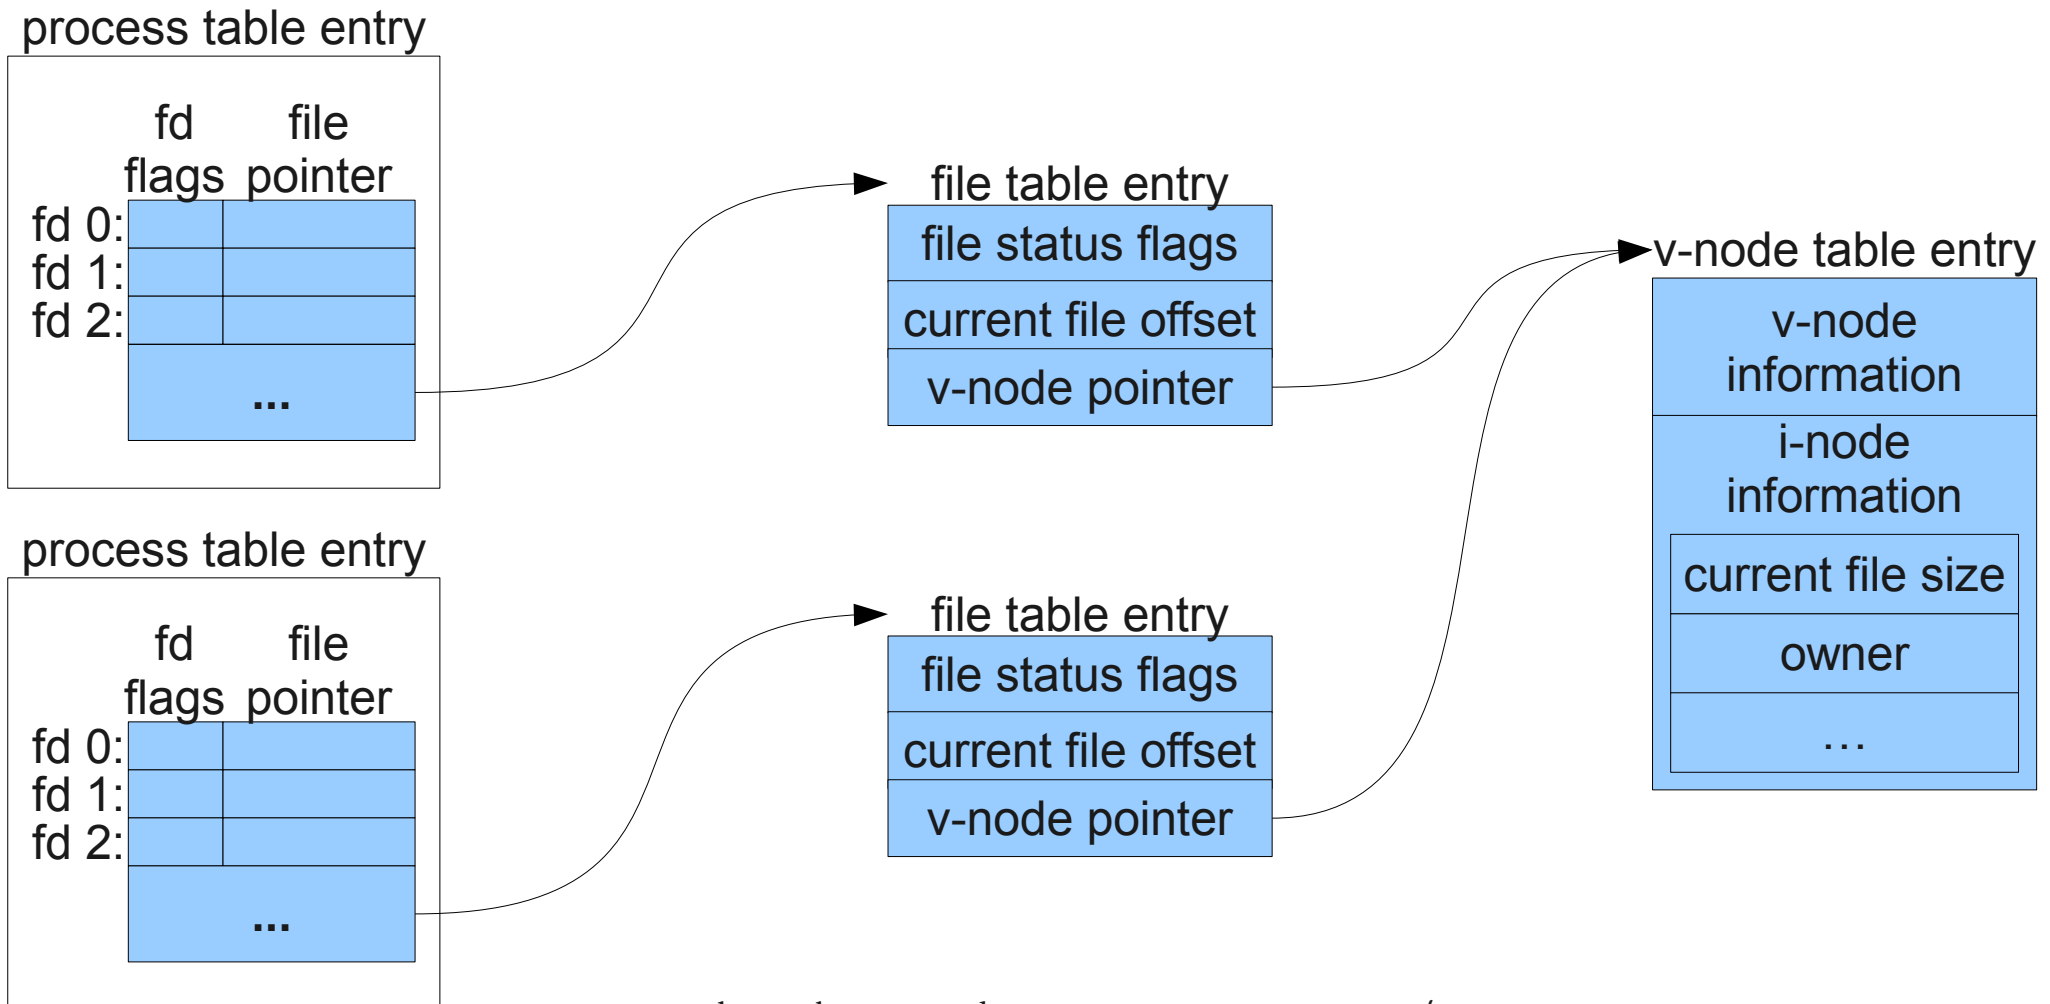 process table entry
fd file
flags pointer
fd 0:
fd 1:
fd 2:
...
file table entry
file status flags
current file offset
v-node pointer
v-node table entry
v-node
information
i-node
information
current file size
owner
...
process table entry
fd file
flags pointer
fd 0:
fd 1:
fd 2:
...
file table entry
file status flags
current file offset
v-node pointer